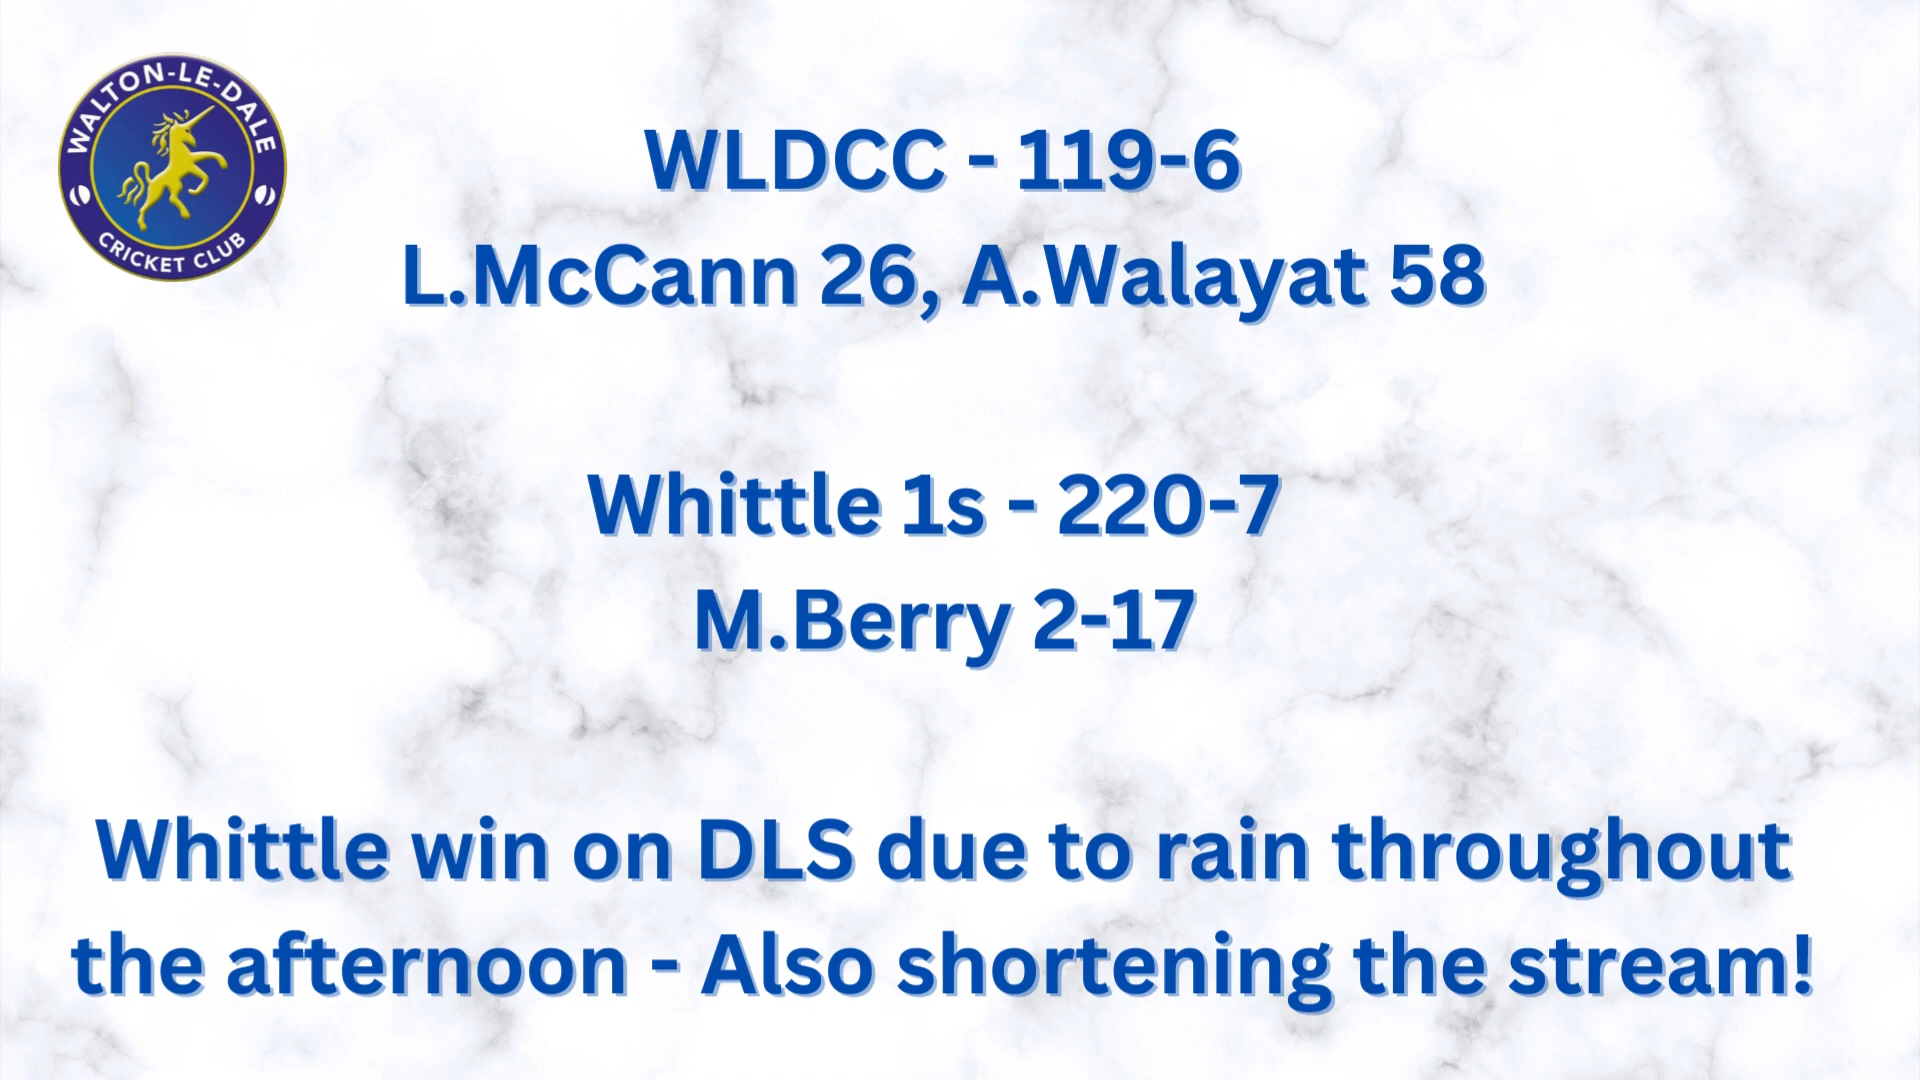 WALTON-LE-DALE
CRICKET CLUB
WLDCC - 119-6
L.McCann 26, A.Walayat 58
Whittle 1s - 220-7
M.Berry 2-17
Whittle win on DLS due to rain throughout
the afternoon - Also shortening the stream!